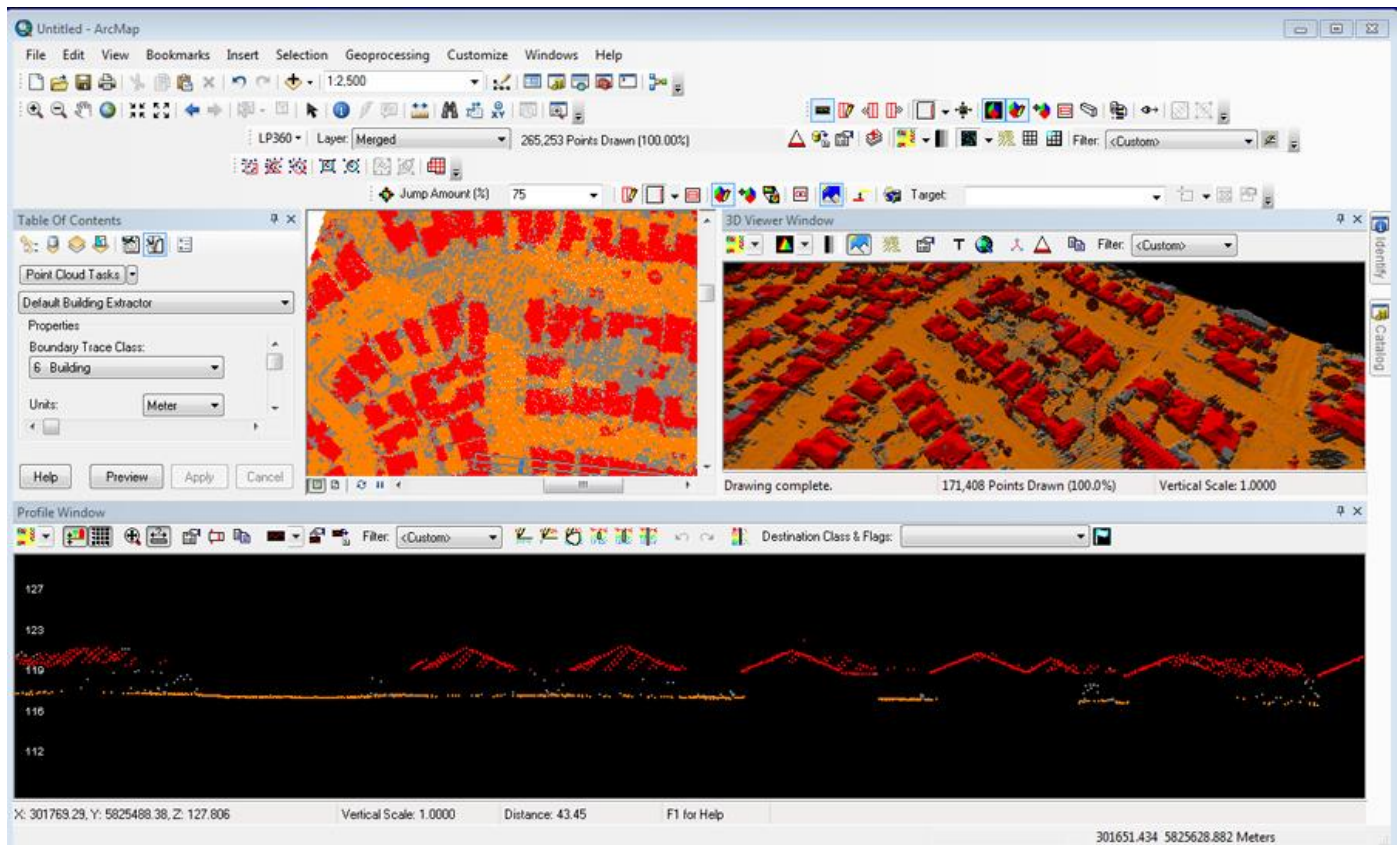 Untitled - ArcMap
File Edit View Bookmarks Insert Selection Geoprocessing Customize Windows Help
1:2,500
LP360 Layer: Merged 265,253 Points Drawn (100.00%) Filter: <Custom>
Jump Amount (%) 75 Target:
Table Of Contents
3D Viewer Window
Identify
Catalog
T Filter: <Custom>
Point Cloud Tasks
Default Building Extractor
Properties
Boundary Trace Class:
6 Building
Units: Meter
Help Preview Apply Cancel
Drawing complete. 171,408 Points Drawn (100.0%) Vertical Scale: 1.0000
Profile Window
Filter: <Custom> Destination Class & Flags:
127
123
119
116
112
X: 301769.29, Y: 5825488.38, Z: 127.806 Vertical Scale: 1.0000 Distance: 43.45 F1 for Help
301651.434 5825628.882 Meters